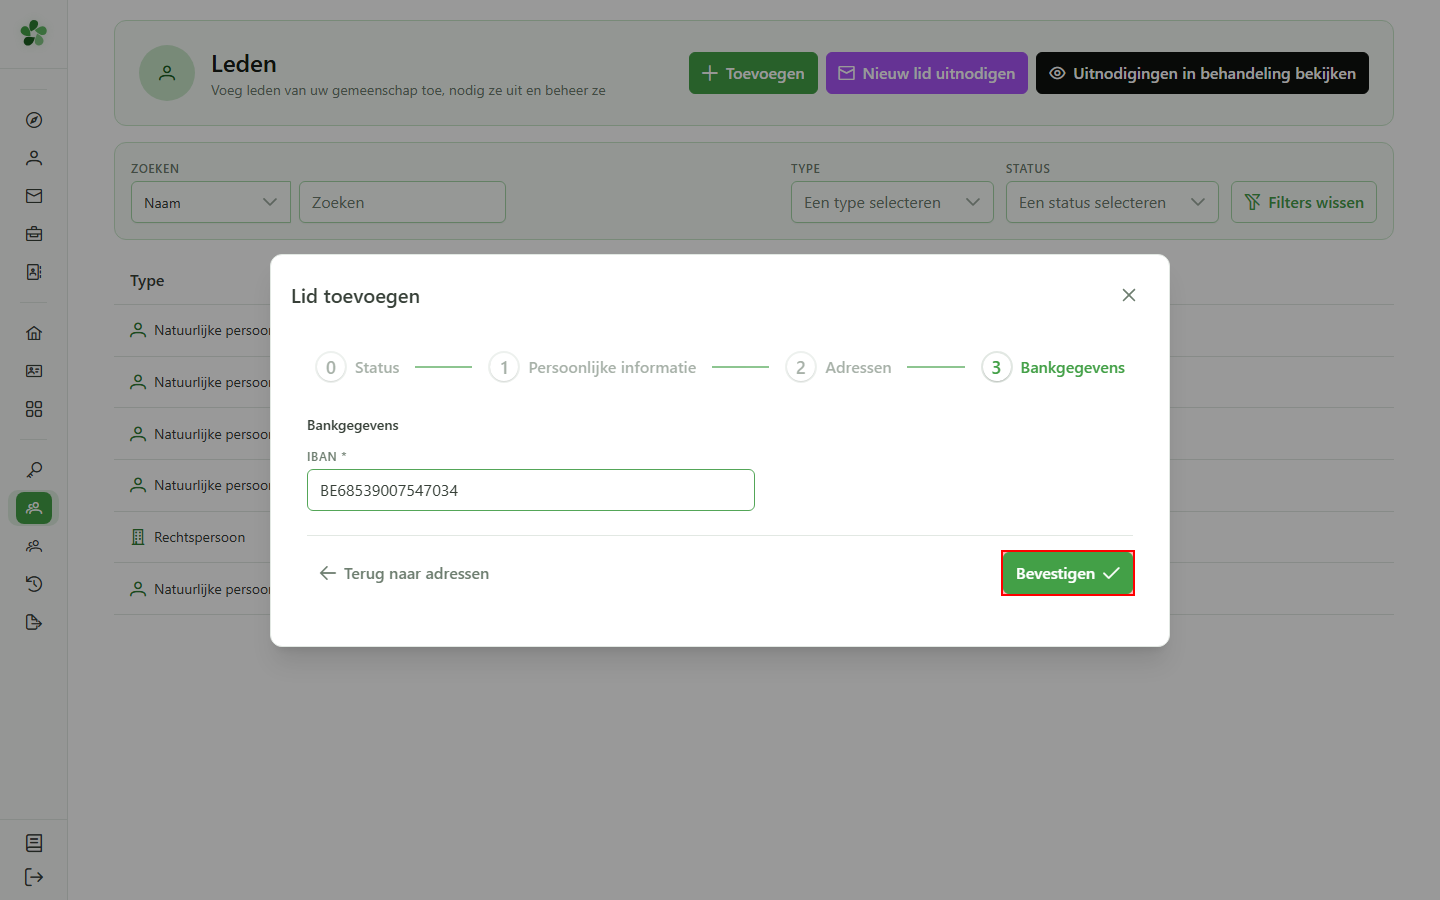 Leden
Voeg leden van uw gemeenschap toe, nodig ze uit en beheer ze
Toevoegen
Nieuw lid uitnodigen
Uitnodigingen in behandeling bekijken
ZOEKEN
TYPE
STATUS
Naam
Zoeken
Een type selecteren
Een status selecteren
Filters wissen
Type
Natuurlijke persoon
Natuurlijke persoon
Natuurlijke persoon
Natuurlijke persoon
Rechtspersoon
Natuurlijke persoon
Lid toevoegen
0 Status
1 Persoonlijke informatie
2 Adressen
3 Bankgegevens
Bankgegevens
IBAN *
BE68539007547034
Terug naar adressen
Bevestigen